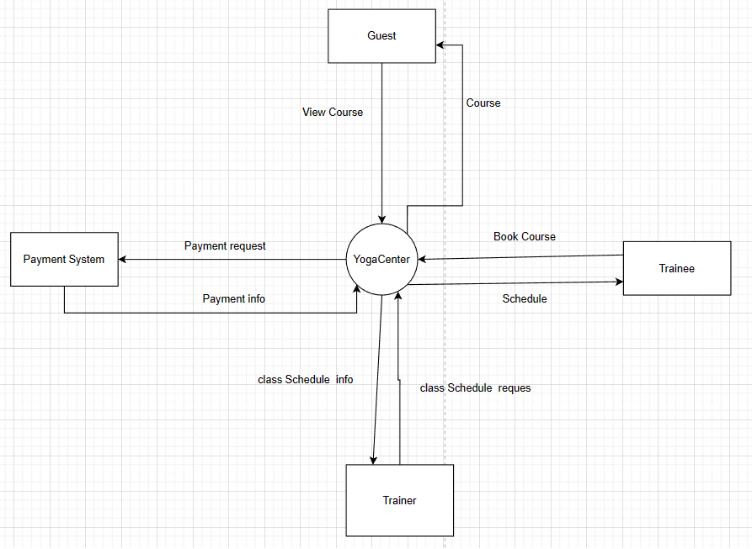 Guest
Course
View Course
Payment request
Book Course
Payment System
YogaCenter
Trainee
Payment info
Schedule
class Schedule  info
class Schedule  reques
Trainer